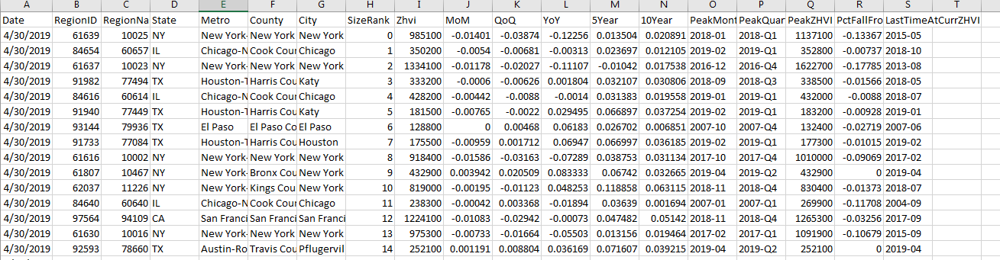 A B C D E F G H I J K L M N O P Q R S T
Date RegionID RegionNa State Metro County City SizeRank Zhvi MoM QoQ YoY 5Year 10Year PeakMont PeakQuar PeakZHVI PctFallFro LastTimeAtCurrZHVI
4/30/2019 61639 10025 NY New York- New York New York 0 985100 -0.01401 -0.03874 -0.12256 0.013504 0.020891 2018-01 2018-Q1 1137100 -0.13367 2015-05
4/30/2019 84654 60657 IL Chicago-N Cook Coun Chicago 1 350200 -0.0054 -0.00681 -0.00313 0.023697 0.012105 2019-02 2019-Q1 352800 -0.00737 2018-10
4/30/2019 61637 10023 NY New York- New York New York 2 1334100 -0.01178 -0.02027 -0.11107 -0.01042 0.017538 2016-12 2016-Q4 1622700 -0.17785 2013-08
4/30/2019 91982 77494 TX Houston-T Harris Cou Katy 3 333200 -0.0006 -0.00626 0.001804 0.032107 0.030806 2018-09 2018-Q3 338500 -0.01566 2018-05
4/30/2019 84616 60614 IL Chicago-N Cook Coun Chicago 4 428200 -0.00442 -0.0088 -0.0014 0.031383 0.019558 2019-01 2019-Q1 432000 -0.0088 2018-07
4/30/2019 91940 77449 TX Houston-T Harris Cou Katy 5 181500 -0.00765 -0.0022 0.029495 0.066897 0.037254 2019-02 2019-Q1 183200 -0.00928 2019-01
4/30/2019 93144 79936 TX El Paso El Paso Co El Paso 6 128800 0 0.00468 0.06183 0.026702 0.006851 2007-10 2007-Q4 132400 -0.02719 2007-06
4/30/2019 91733 77084 TX Houston-T Harris Cou Houston 7 175500 -0.00959 0.001712 0.06947 0.066997 0.036185 2019-02 2019-Q1 177300 -0.01015 2019-02
4/30/2019 61616 10002 NY New York- New York New York 8 918400 -0.01586 -0.03163 -0.07289 0.038753 0.031134 2017-10 2017-Q4 1010000 -0.09069 2017-02
4/30/2019 61807 10467 NY New York- Bronx Cou New York 9 432900 0.003942 0.020509 0.083333 0.06742 0.032665 2019-04 2019-Q2 432900 0 2019-04
4/30/2019 62037 11226 NY New York- Kings Cou New York 10 819000 -0.00195 -0.01123 0.048253 0.118858 0.063115 2018-11 2018-Q4 830400 -0.01373 2018-07
4/30/2019 84640 60640 IL Chicago-N Cook Coun Chicago 11 238300 -0.00042 0.003368 -0.01894 0.03639 0.001694 2007-01 2007-Q1 269900 -0.11708 2004-09
4/30/2019 97564 94109 CA San Franci San Franci San Franci 12 1224100 -0.01083 -0.02942 -0.00073 0.047482 0.05142 2018-11 2018-Q4 1265300 -0.03256 2017-09
4/30/2019 61630 10016 NY New York- New York New York 13 975300 -0.00733 -0.01664 -0.05503 0.013156 0.019464 2017-02 2017-Q1 1091900 -0.10679 2015-09
4/30/2019 92593 78660 TX Austin-Ro Travis Cou Pflugervil 14 252100 0.001191 0.008804 0.036169 0.071607 0.039215 2019-04 2019-Q2 252100 0 2019-04